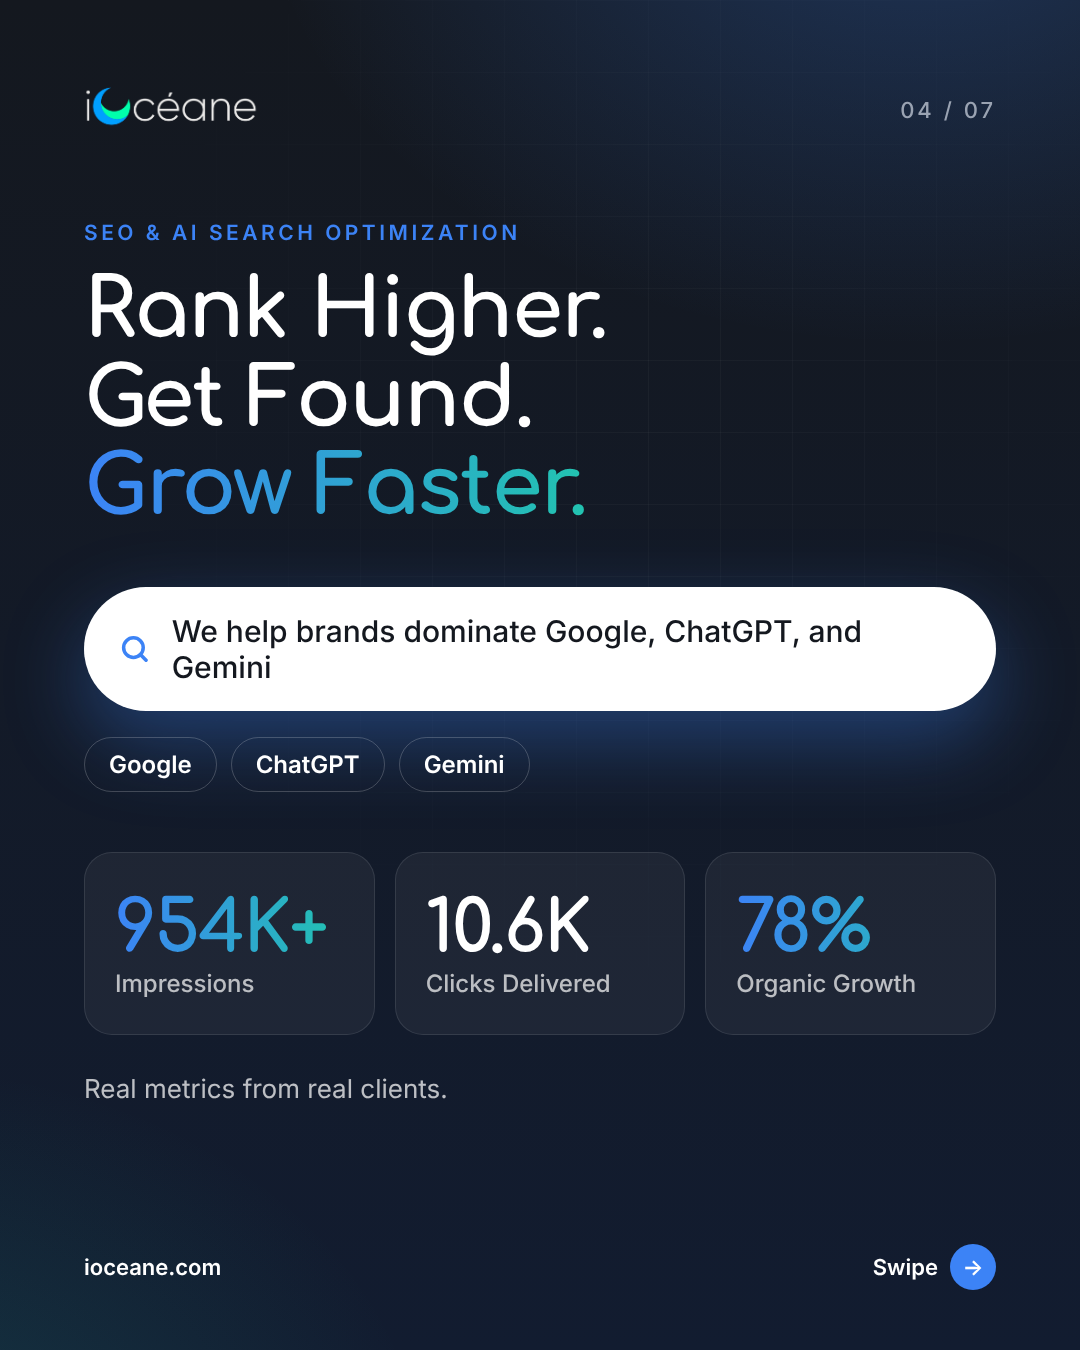 iOcéane
04 / 07
SEO & AI SEARCH OPTIMIZATION
Rank Higher.
Get Found.
Grow Faster.
We help brands dominate Google, ChatGPT, and
Gemini
Google
ChatGPT
Gemini
954K+
Impressions
10.6K
Clicks Delivered
78%
Organic Growth
Real metrics from real clients.
ioceane.com
Swipe →